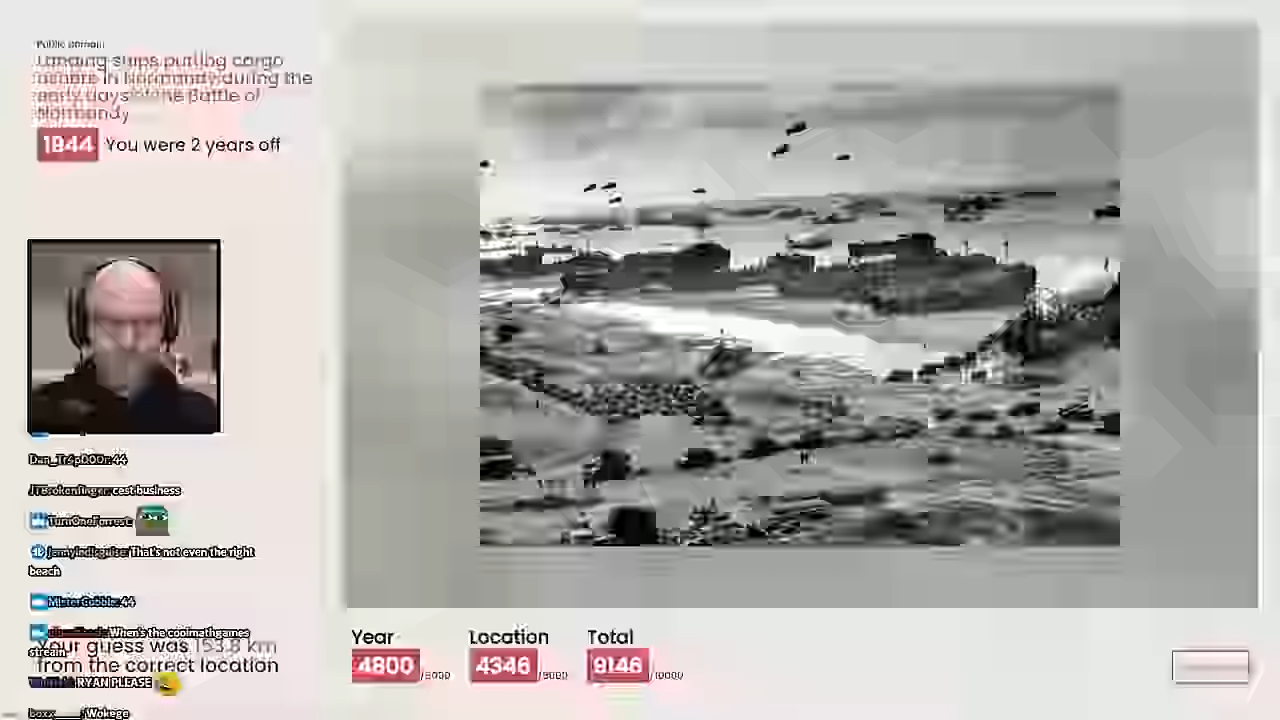 Public Domain
Landing ships putting cargo
ashore in Normandy during the
early days of the Battle of
Normandy
1944 You were 2 years off
Dan_Tr4pD00r: 44
cest business
TurnOneForrest:
That's not even the right
beach
MisterGobble: 44
When's the coolmathgames
stream
Your guess was 153.8 km
from the correct location
RYAN PLEASE
Wokege
Year
4800 /5000
Location
4346 /5000
Total
9146 /10000